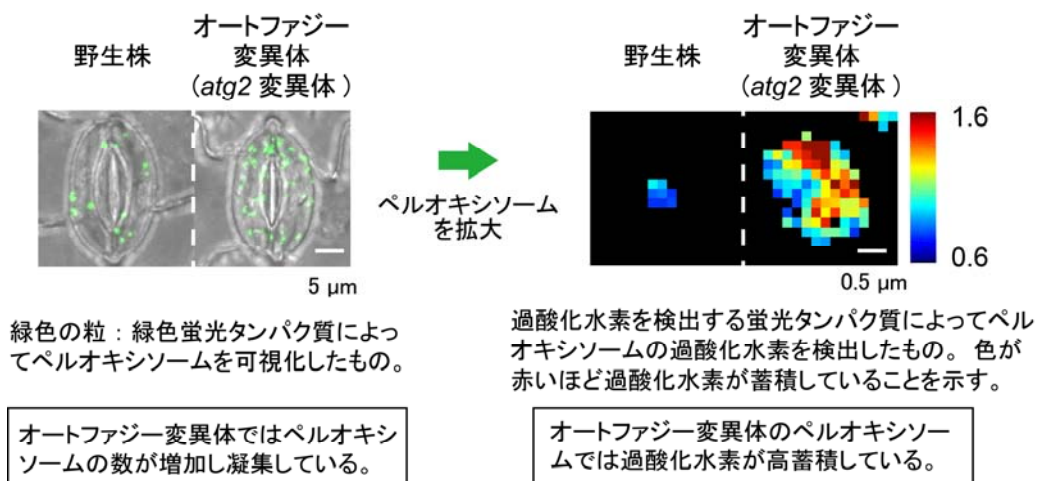 野生株
オートファジー
変異体
(atg2 変異体)
5 μm
ペルオキシソーム
を拡大
野生株
オートファジー
変異体
(atg2 変異体)
1.6
0.6
0.5 μm
緑色の粒：緑色蛍光タンパク質によっ
てペルオキシソームを可視化したもの。
過酸化水素を検出する蛍光タンパク質によってペル
オキシソームの過酸化水素を検出したもの。色が
赤いほど過酸化水素が蓄積していることを示す。
オートファジー変異体ではペルオキシ
ソームの数が増加し凝集している。
オートファジー変異体のペルオキシソー
ムでは過酸化水素が高蓄積している。